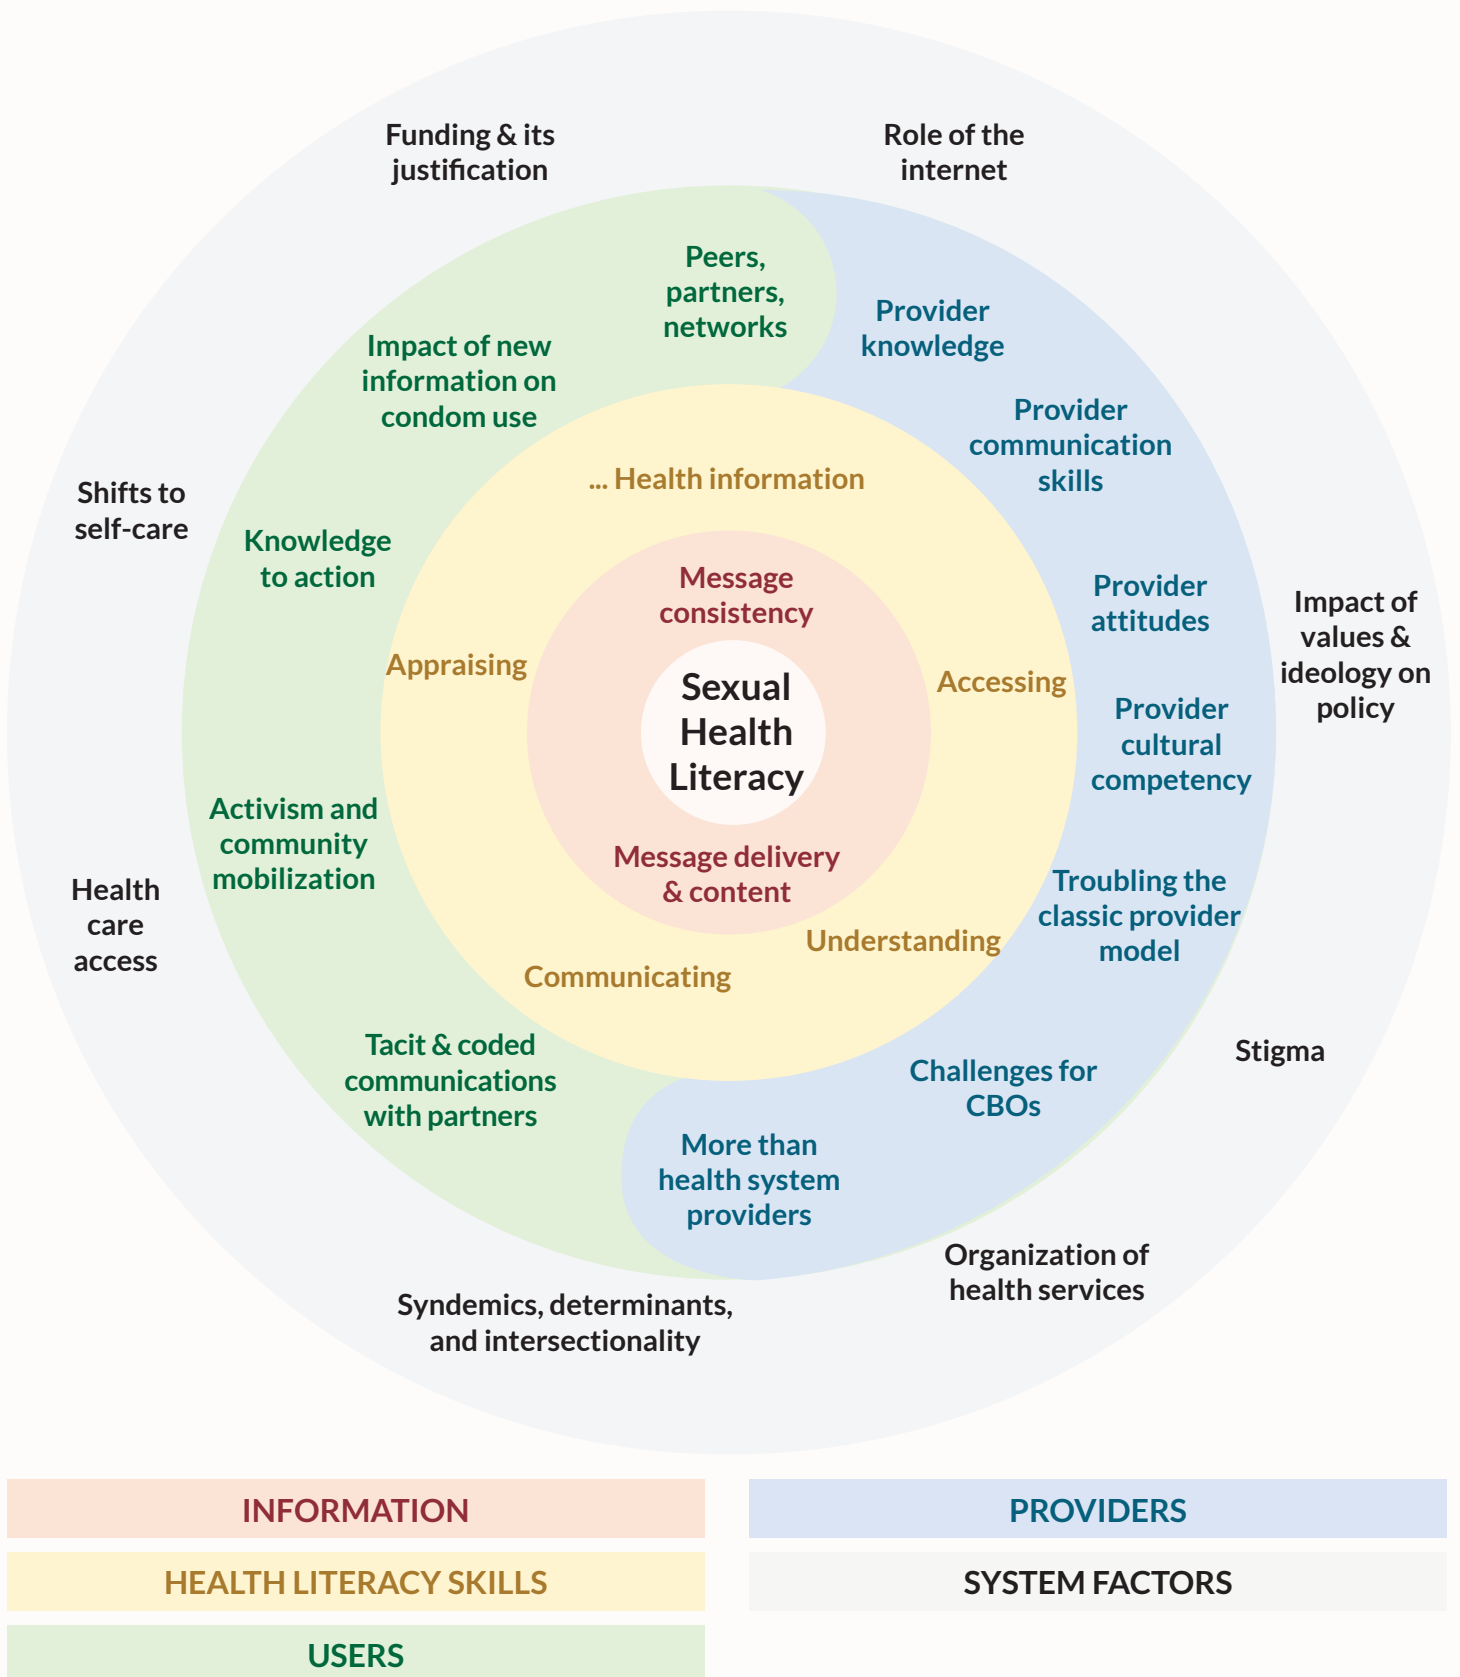 Funding & its
justification
Role of the
internet
Peers,
partners,
networks
Provider
knowledge
Impact of new
information on
condom use
Provider
communication
skills
... Health information
Shifts to
self-care
Knowledge
to action
Message
consistency
Provider
attitudes
Impact of
values &
ideology on
policy
Appraising
Accessing
Sexual
Health
Literacy
Provider
cultural
competency
Activism and
community
mobilization
Message delivery
& content
Troubling the
classic provider
model
Health
care
access
Understanding
Communicating
Tacit & coded
communications
with partners
Challenges for
CBOs
Stigma
More than
health system
providers
Organization of
health services
Syndemics, determinants,
and intersectionality
INFORMATION
PROVIDERS
HEALTH LITERACY SKILLS
SYSTEM FACTORS
USERS